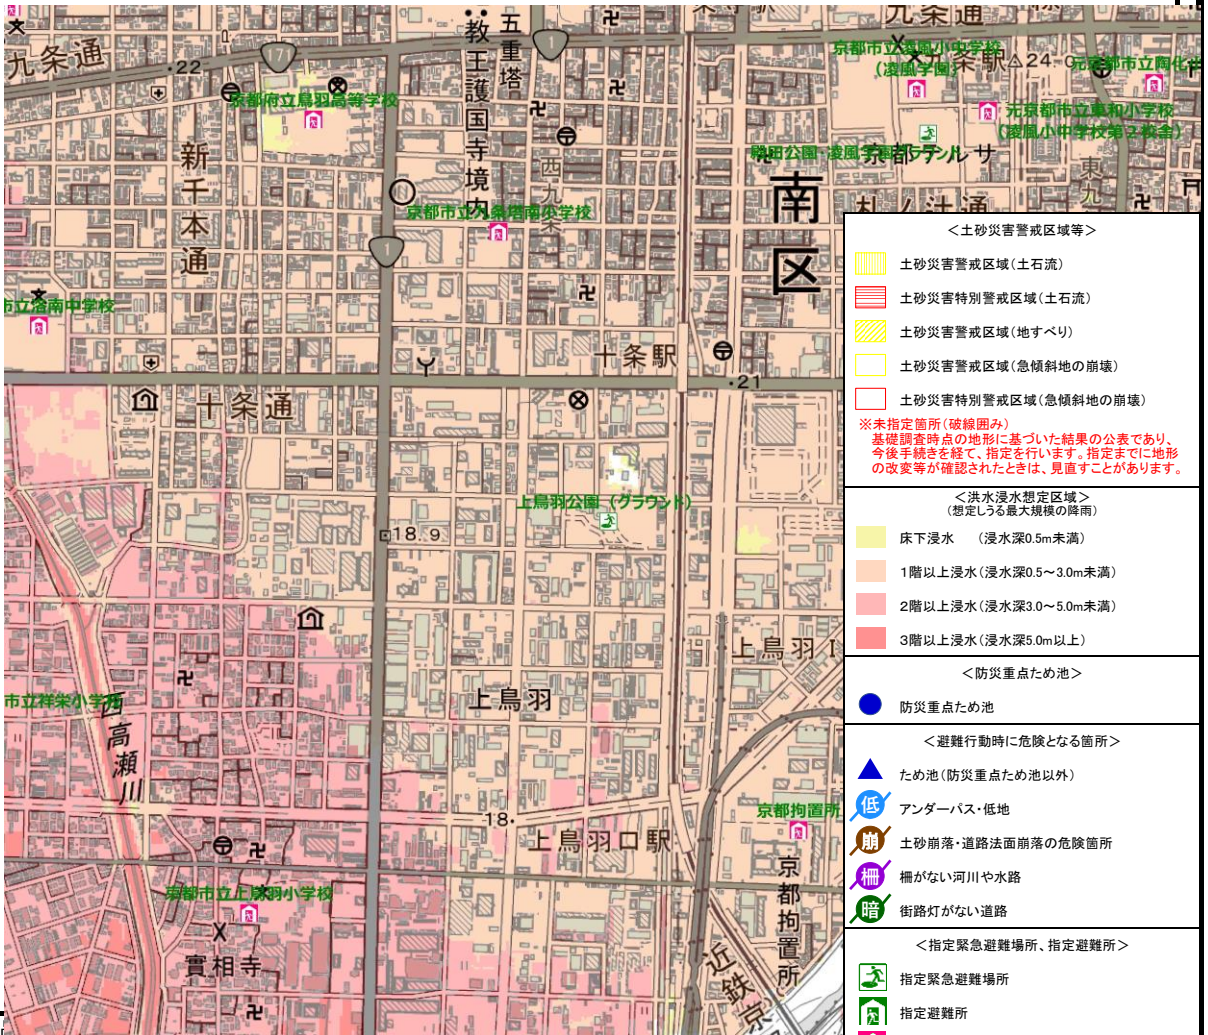 九条通
171
1
・22
教王護国寺境内
五重塔
九条通
京都市立凌風小中学校
(凌風学園)
条駅
24
元京都市立陶化
元京都市立東和小学校
(凌風小中学校第2校舎)
京都府立鳥羽高等学校
新千本通
西九条
京都テルサ
東九
南区
札ノ辻通
京都市立九条塔南小学校
1
市立洛南中学校
十条駅
・21
十条通
上鳥羽公園 (グラウンド)
18.9
上鳥羽
上鳥羽
市立祥栄小学校
西高瀬川
18・
上鳥羽口駅
京都拘置所
京都拘置所
京都市立上鳥羽小学校
實相寺
近鉄京
<土砂災害警戒区域等>
土砂災害警戒区域(土石流)
土砂災害特別警戒区域(土石流)
土砂災害警戒区域(地すべり)
土砂災害警戒区域(急傾斜地の崩壊)
土砂災害特別警戒区域(急傾斜地の崩壊)
※未指定箇所(破線囲み)
基礎調査時点の地形に基づいた結果の公表であり、
今後手続きを経て、指定を行います。指定までに地形
の改変等が確認されたときは、見直すことがあります。
<洪水浸水想定区域>
(想定しうる最大規模の降雨)
床下浸水 (浸水深0.5m未満)
1階以上浸水(浸水深0.5~3.0m未満)
2階以上浸水(浸水深3.0~5.0m未満)
3階以上浸水(浸水深5.0m以上)
<防災重点ため池>
防災重点ため池
<避難行動時に危険となる箇所>
ため池(防災重点ため池以外)
低 アンダーパス・低地
崩 土砂崩落・道路法面崩落の危険箇所
柵 柵がない河川や水路
暗 街路灯がない道路
<指定緊急避難場所、指定避難所>
指定緊急避難場所
指定避難所